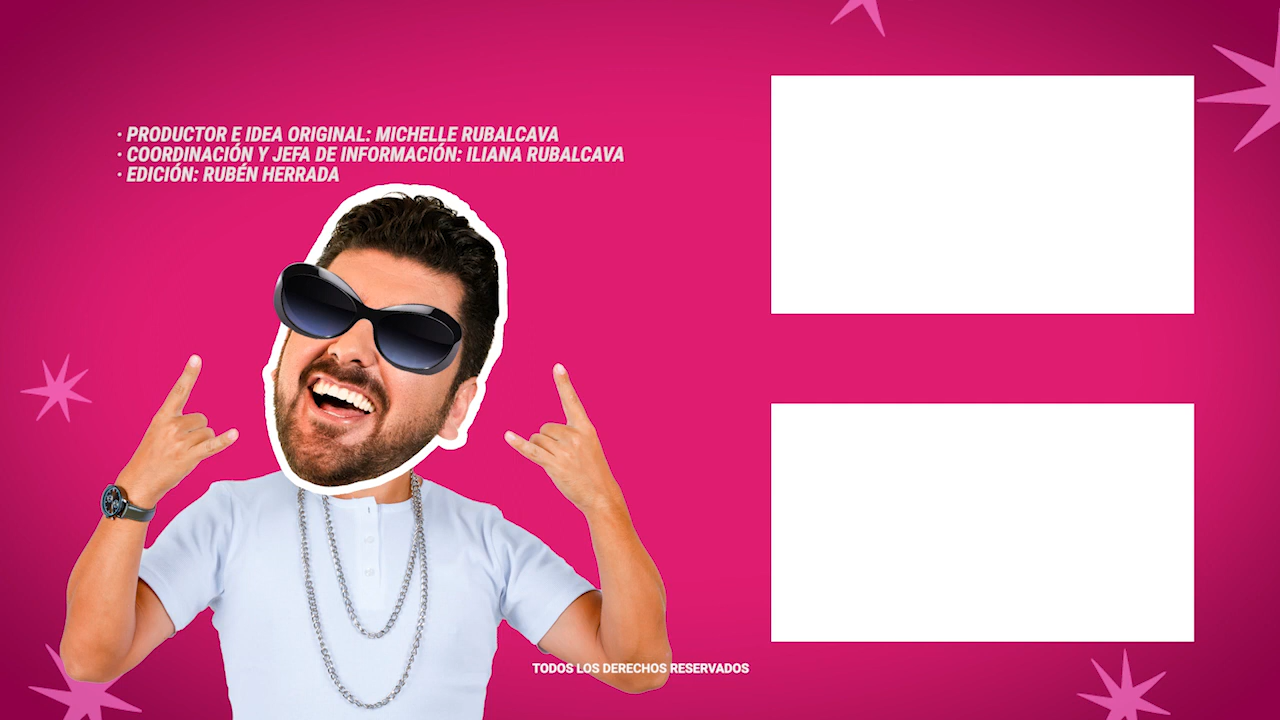 · PRODUCTOR E IDEA ORIGINAL: MICHELLE RUBALCAVA
· COORDINACIÓN Y JEFA DE INFORMACIÓN: ILIANA RUBALCAVA
· EDICIÓN: RUBÉN HERRADA
TODOS LOS DERECHOS RESERVADOS